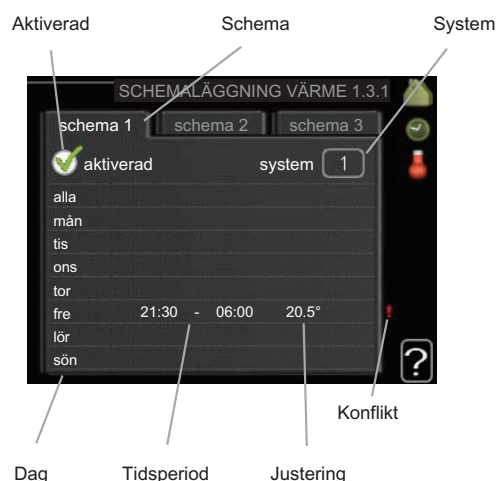 Aktiverad Schema System
SCHEMALÄGGNING VÄRME 1.3.1
schema 1 schema 2 schema 3
aktiverad system 1
alla
mån
tis
ons
tor
fre 21:30 - 06:00 20.5° !
lör
sön
?
Konflikt
Dag Tidsperiod Justering